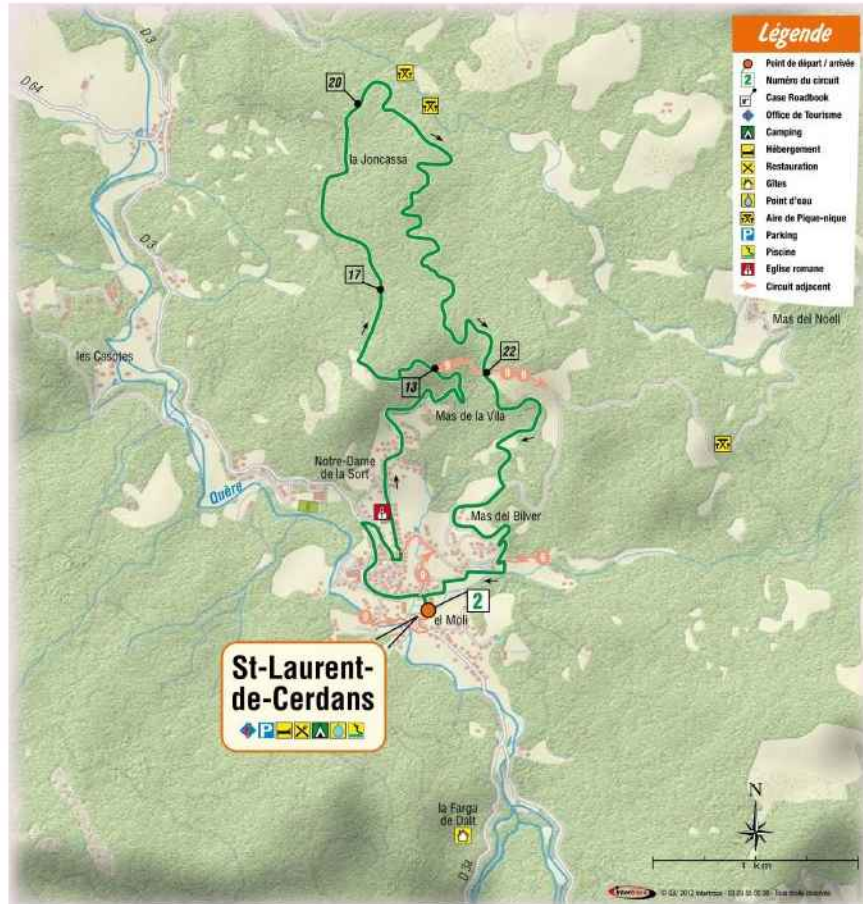 Légende
Point de départ / arrivée
2 Numéro du circuit
Case Roadbook
Office de Tourisme
Camping
Hébergement
Restauration
Gîtes
Point d'eau
Aire de Pique-nique
P Parking
Piscine
Eglise romane
Circuit adjacent
D 3
D 64
20
la Joncassa
D 3
17
Mas del Noell
les Casotes
22
13
Mas de la Vila
Notre-Dame
de la Sort
Quère
Mas del Bilver
2
el Moli
St-Laurent-
de-Cerdans
P
la Farga
de Dalt
D 3a
N
1 km